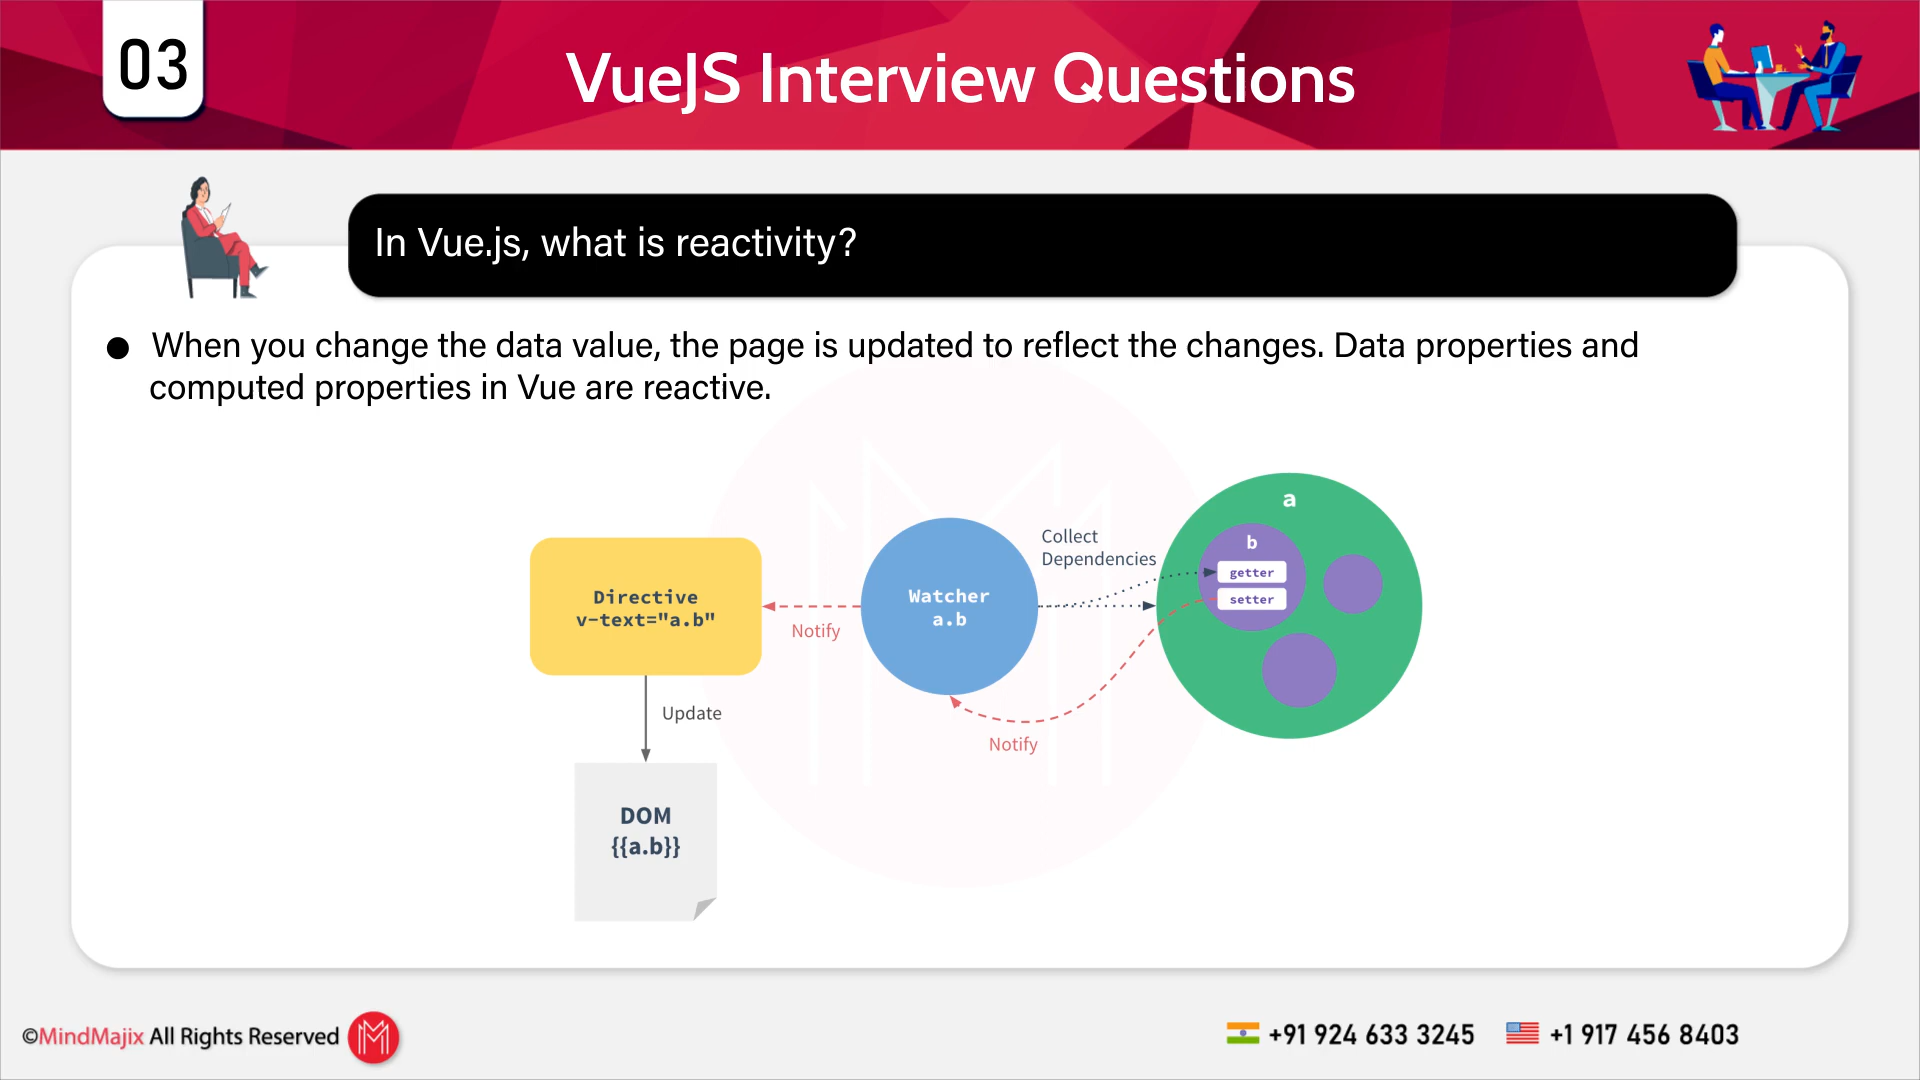 03
VueJS Interview Questions
In Vue.js, what is reactivity?
● When you change the data value, the page is updated to reflect the changes. Data properties and
computed properties in Vue are reactive.
a
Collect
Dependencies
b
getter
setter
Directive
v-text="a.b"
Watcher
a.b
Notify
Update
Notify
DOM
{{a.b}}
©MindMajix All Rights Reserved
+91 924 633 3245
+1 917 456 8403